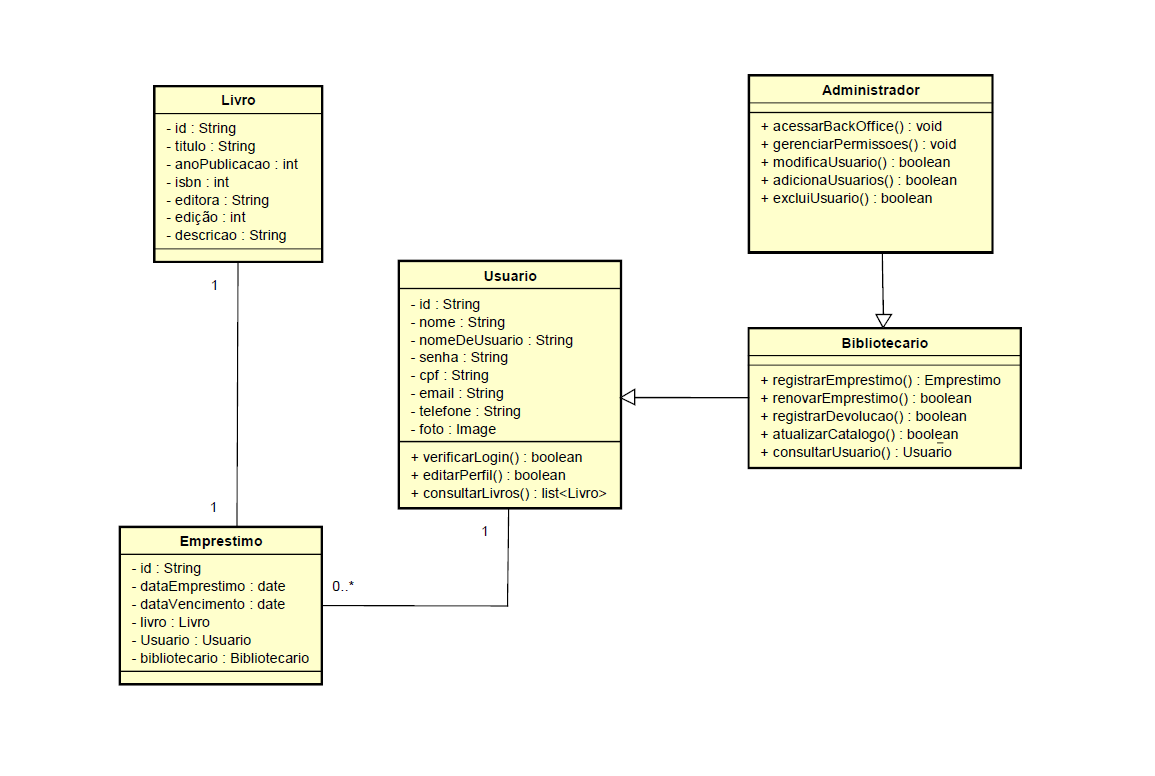 Livro
- id : String
- titulo : String
- anoPublicacao : int
- isbn : int
- editora : String
- edição : int
- descricao : String
1
1
Emprestimo
- id : String
- dataEmprestimo : date
- dataVencimento : date
- livro : Livro
- Usuario : Usuario
- bibliotecario : Bibliotecario
0..*
1
Usuario
- id : String
- nome : String
- nomeDeUsuario : String
- senha : String
- cpf : String
- email : String
- telefone : String
- foto : Image
+ verificarLogin() : boolean
+ editarPerfil() : boolean
+ consultarLivros() : list<Livro>
Administrador
+ acessarBackOffice() : void
+ gerenciarPermissoes() : void
+ modificaUsuario() : boolean
+ adicionaUsuarios() : boolean
+ excluiUsuario() : boolean
Bibliotecario
+ registrarEmprestimo() : Emprestimo
+ renovarEmprestimo() : boolean
+ registrarDevolucao() : boolean
+ atualizarCatalogo() : boolean
+ consultarUsuario() : Usuario